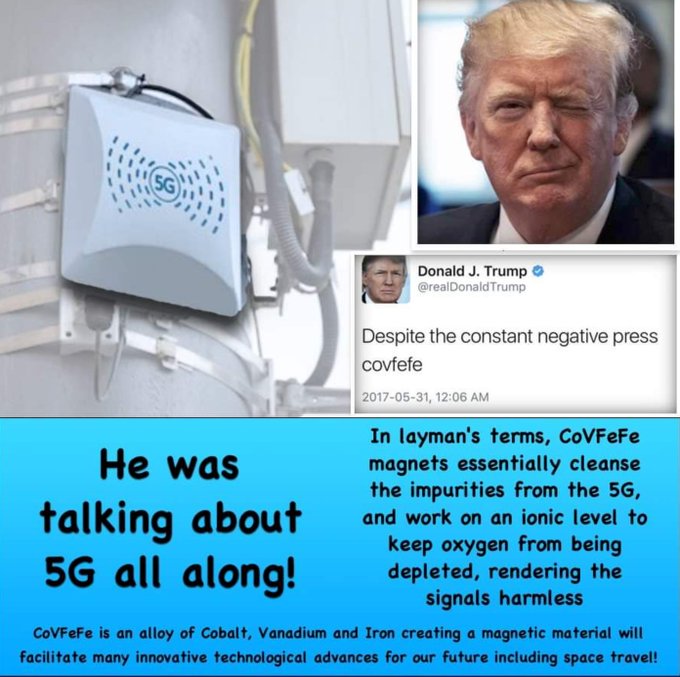 5G
Donald J. Trump
@realDonaldTrump
Despite the constant negative press
covfefe
2017-05-31, 12:06 AM
He was
talking about
5G all along!
In layman's terms, CoVFeFe
magnets essentially cleanse
the impurities from the 5G,
and work on an ionic level to
keep oxygen from being
depleted, rendering the
signals harmless
CoVFeFe is an alloy of Cobalt, Vanadium and Iron creating a magnetic material will
facilitate many innovative technological advances for our future including space travel!